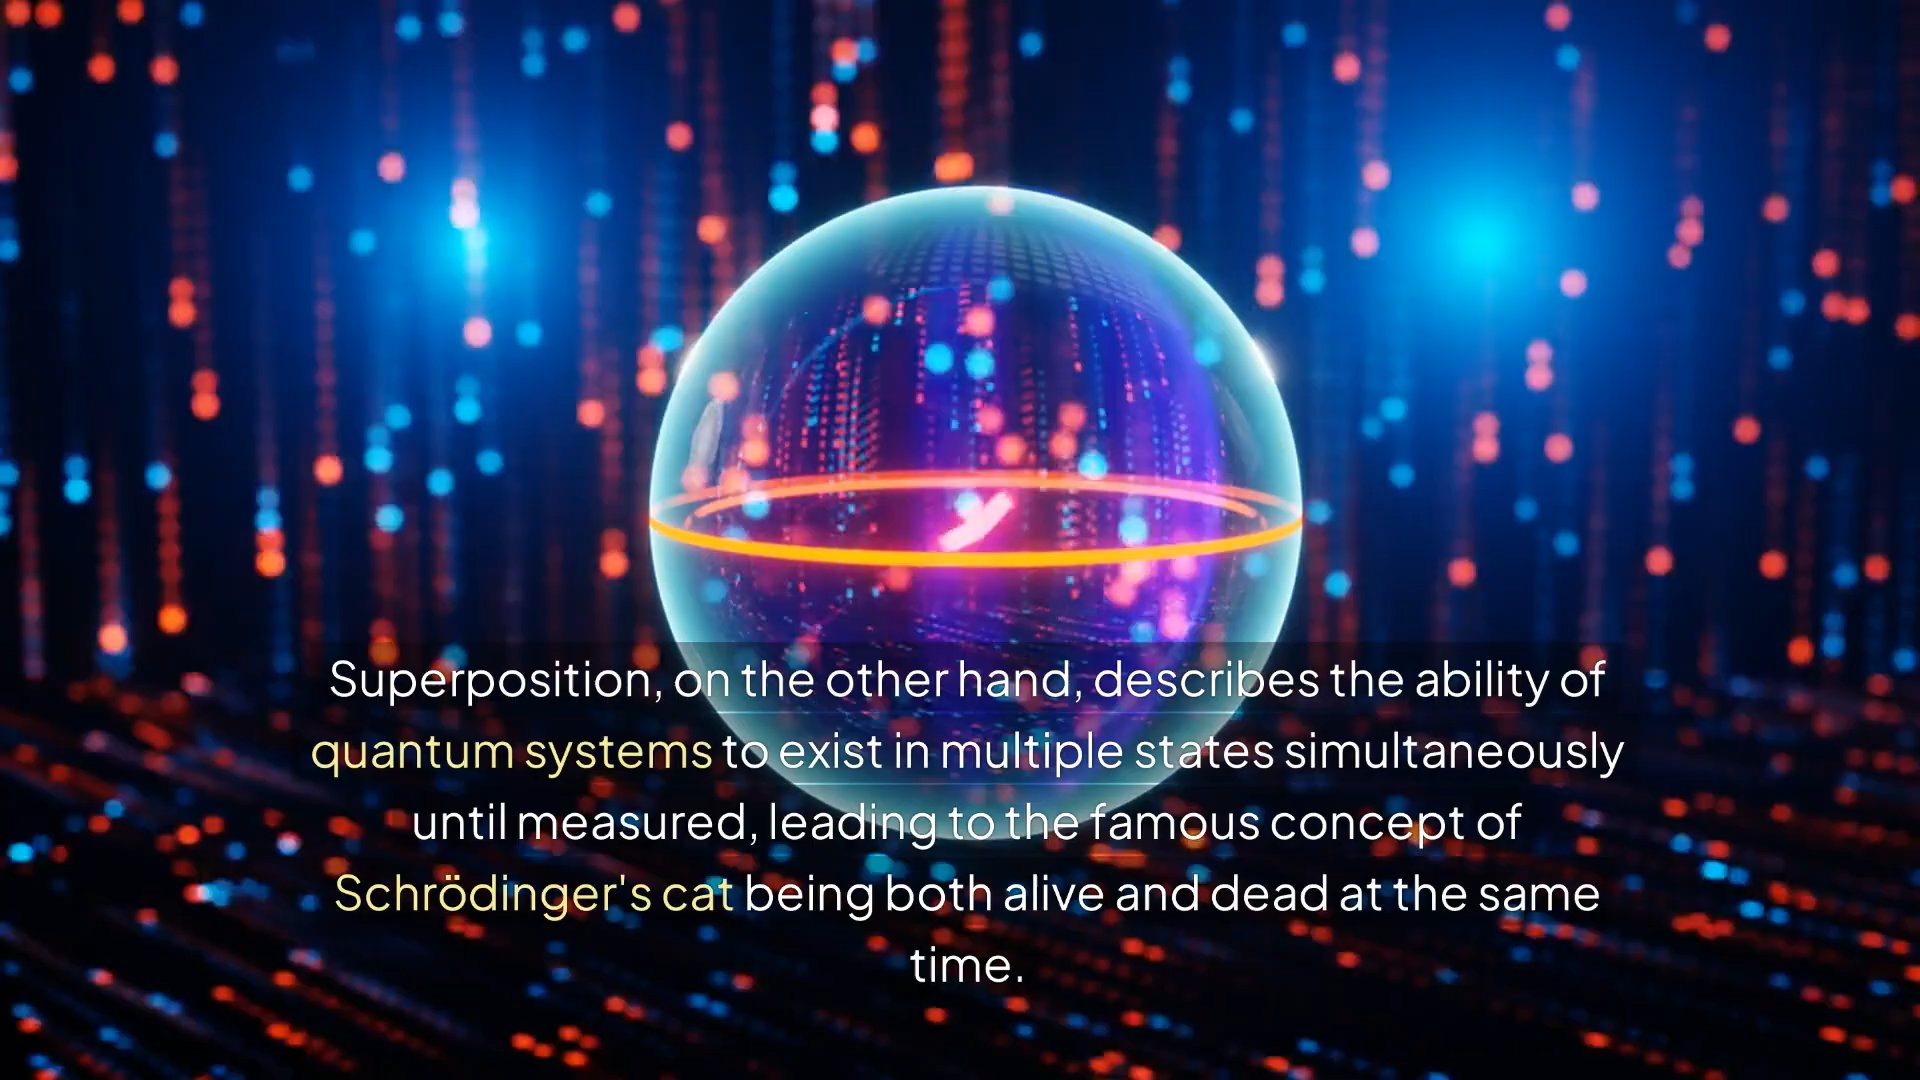 Superposition, on the other hand, describes the ability of
quantum systems to exist in multiple states simultaneously
until measured, leading to the famous concept of
Schrödinger's cat being both alive and dead at the same
time.